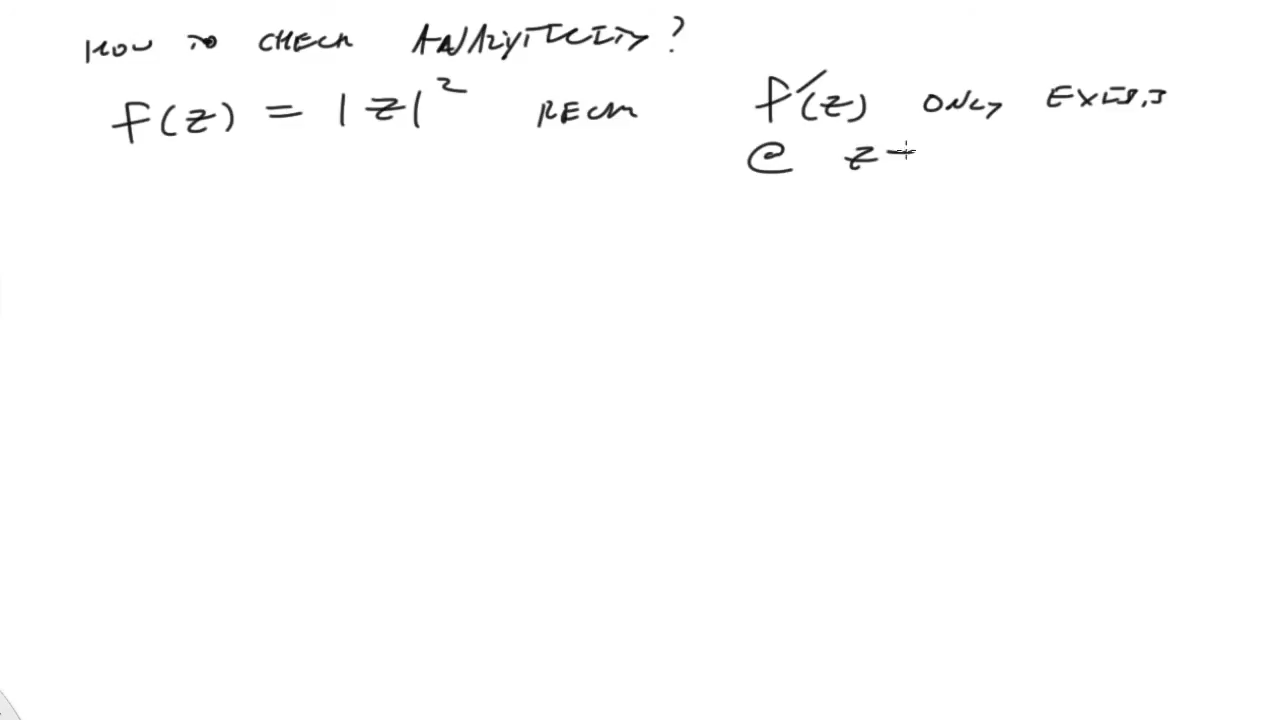 HOW TO CHECK ANALYTICITY?
f(z) = |z|² RECALL f'(z) ONLY EXISTS
@ z